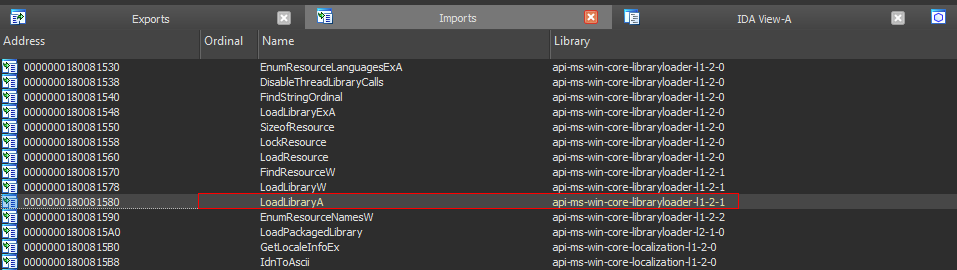 Exports Imports IDA View-A
Address Ordinal Name Library
0000000180081530 EnumResourceLanguagesExA api-ms-win-core-libraryloader-l1-2-0
0000000180081538 DisableThreadLibraryCalls api-ms-win-core-libraryloader-l1-2-0
0000000180081540 FindStringOrdinal api-ms-win-core-libraryloader-l1-2-0
0000000180081548 LoadLibraryExA api-ms-win-core-libraryloader-l1-2-0
0000000180081550 SizeofResource api-ms-win-core-libraryloader-l1-2-0
0000000180081558 LockResource api-ms-win-core-libraryloader-l1-2-0
0000000180081560 LoadResource api-ms-win-core-libraryloader-l1-2-0
0000000180081570 FindResourceW api-ms-win-core-libraryloader-l1-2-1
0000000180081578 LoadLibraryW api-ms-win-core-libraryloader-l1-2-1
0000000180081580 LoadLibraryA api-ms-win-core-libraryloader-l1-2-1
0000000180081590 EnumResourceNamesW api-ms-win-core-libraryloader-l1-2-2
00000001800815A0 LoadPackagedLibrary api-ms-win-core-libraryloader-l2-1-0
00000001800815B0 GetLocaleInfoEx api-ms-win-core-localization-l1-2-0
00000001800815B8 IdnToAscii api-ms-win-core-localization-l1-2-0